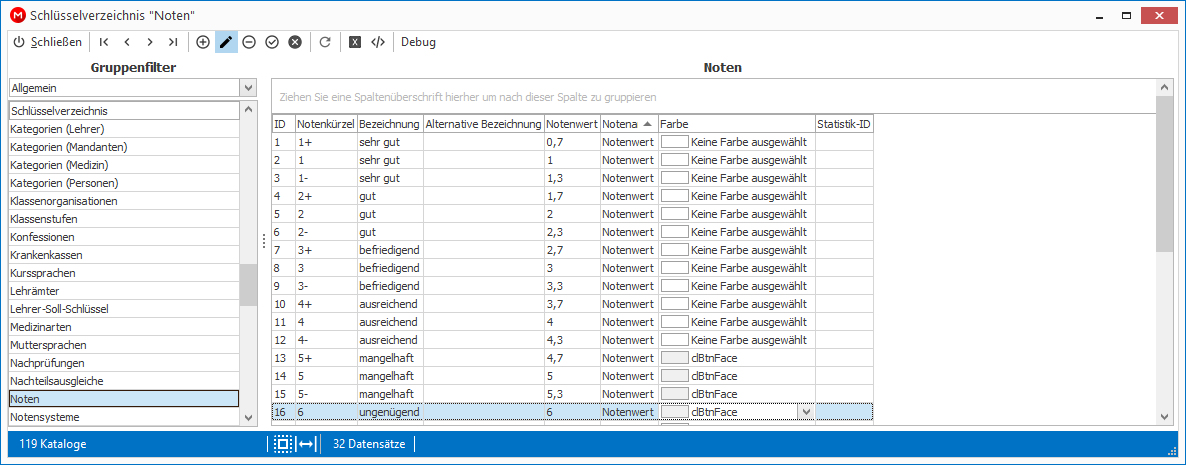 M Schlüsselverzeichnis "Noten"
Schließen Debug
Gruppenfilter
Allgemein
Schlüsselverzeichnis
Kategorien (Lehrer)
Kategorien (Mandanten)
Kategorien (Medizin)
Kategorien (Personen)
Klassenorganisationen
Klassenstufen
Konfessionen
Krankenkassen
Kurssprachen
Lehrämter
Lehrer-Soll-Schlüssel
Medizinarten
Muttersprachen
Nachprüfungen
Nachteilsausgleiche
Noten
Notensysteme
Noten
Ziehen Sie eine Spaltenüberschrift hierher um nach dieser Spalte zu gruppieren
ID Notenkürzel Bezeichnung Alternative Bezeichnung Notenwert Notena Farbe Statistik-ID
1 1+ sehr gut 0,7 Notenwert Keine Farbe ausgewählt
2 1 sehr gut 1 Notenwert Keine Farbe ausgewählt
3 1- sehr gut 1,3 Notenwert Keine Farbe ausgewählt
4 2+ gut 1,7 Notenwert Keine Farbe ausgewählt
5 2 gut 2 Notenwert Keine Farbe ausgewählt
6 2- gut 2,3 Notenwert Keine Farbe ausgewählt
7 3+ befriedigend 2,7 Notenwert Keine Farbe ausgewählt
8 3 befriedigend 3 Notenwert Keine Farbe ausgewählt
9 3- befriedigend 3,3 Notenwert Keine Farbe ausgewählt
10 4+ ausreichend 3,7 Notenwert Keine Farbe ausgewählt
11 4 ausreichend 4 Notenwert Keine Farbe ausgewählt
12 4- ausreichend 4,3 Notenwert Keine Farbe ausgewählt
13 5+ mangelhaft 4,7 Notenwert clBtnFace
14 5 mangelhaft 5 Notenwert clBtnFace
15 5- mangelhaft 5,3 Notenwert clBtnFace
16 6 ungenügend 6 Notenwert clBtnFace
119 Kataloge 32 Datensätze